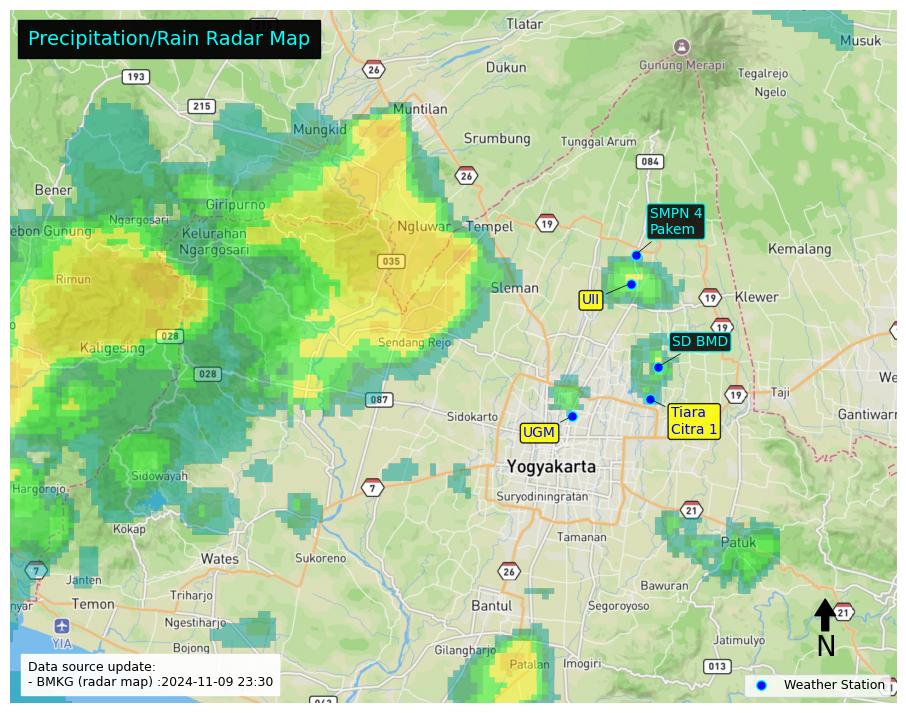 Precipitation/Rain Radar Map
Tlatar
Musuk
26
Dukun
Gunung Merapi
Tegalrejo
193
Ngelo
215
Muntilan
Mungkid
Srumbung
Tunggal Arum
084
26
Bener
Giripurno
SMPN 4
Pakem
Ngargosari
Ngluwar
Tempel
19
Kelurahan
Ngargosari
ebon Gunung
Kemalang
035
Rimun
Sleman
UII
19
Klewer
19
028
Kaligesing
Sendang Rejo
SD BMD
028
087
19
Taji
We
Sidokarto
Tiara
Citra 1
Gantiwarn
UGM
Yogyakarta
Sidowayah
Hargorojo
7
Suryodiningratan
21
Kokap
Tamanan
Patuk
Wates
Sukoreno
7
26
Janten
Bawuran
Triharjo
Temon
nyar
Bantul
Segoroyoso
21
Ngestiharjo
YIA
N
Jatimulyo
Bojong
Gilangharjo
Patalan
Imogiri
013
Data source update:
- BMKG (radar map) :2024-11-09 23:30
Weather Station